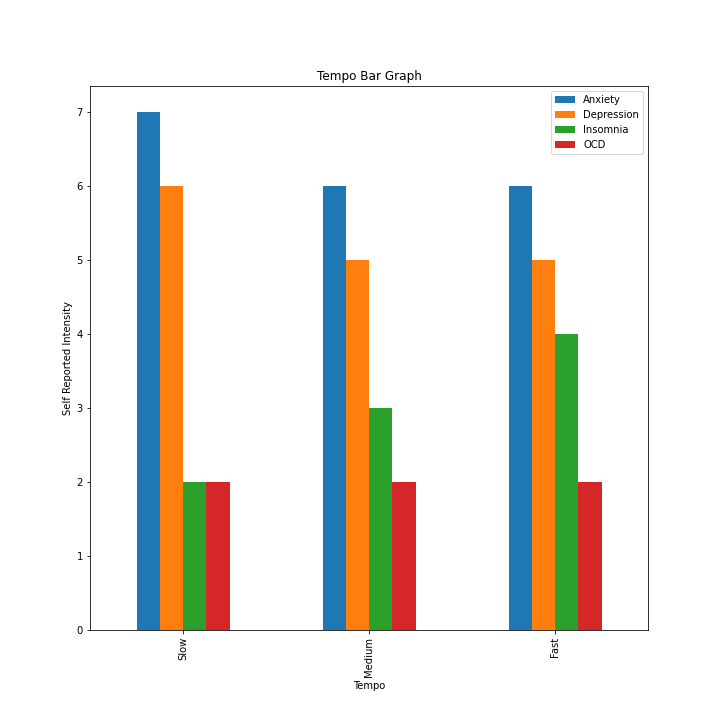 Tempo Bar Graph
Anxiety
Depression
Insomnia
OCD
Self Reported Intensity
7
6
5
4
3
2
1
0
Slow
Medium
Fast
Tempo